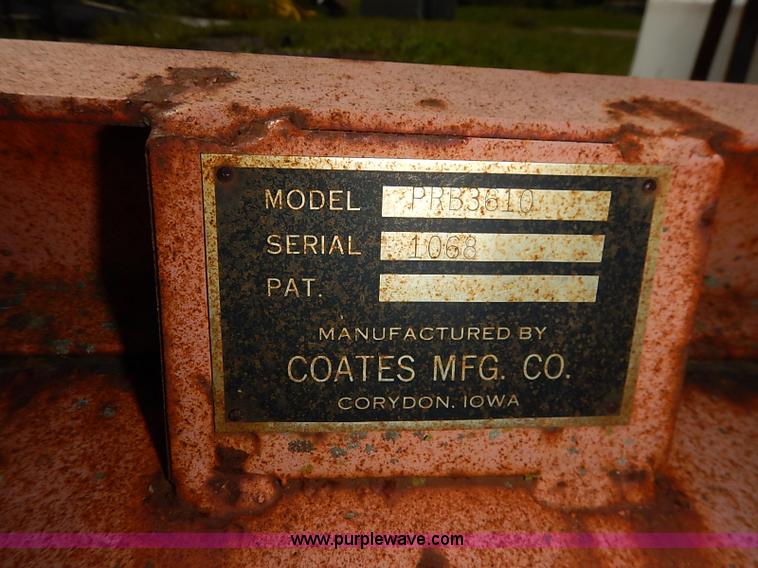 MODEL PRB3610
SERIAL 1068
PAT.
MANUFACTURED BY
COATES MFG. CO.
CORYDON, IOWA
www.purplewave.com